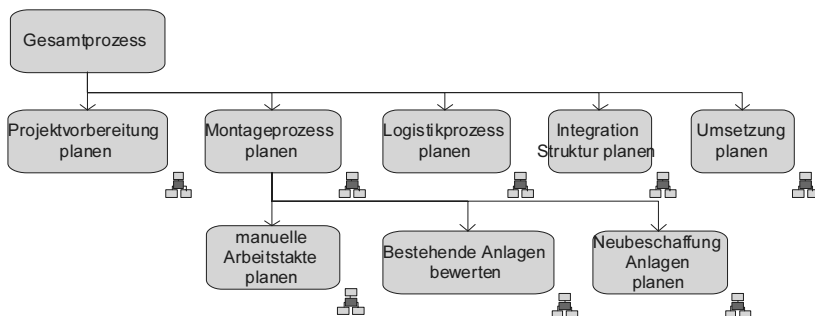 Gesamtprozess
Projektvorbereitung
planen
Montageprozess
planen
Logistikprozess
planen
Integration
Struktur planen
Umsetzung
planen
manuelle
Arbeitstakte
planen
Bestehende Anlagen
bewerten
Neubeschaffung
Anlagen
planen